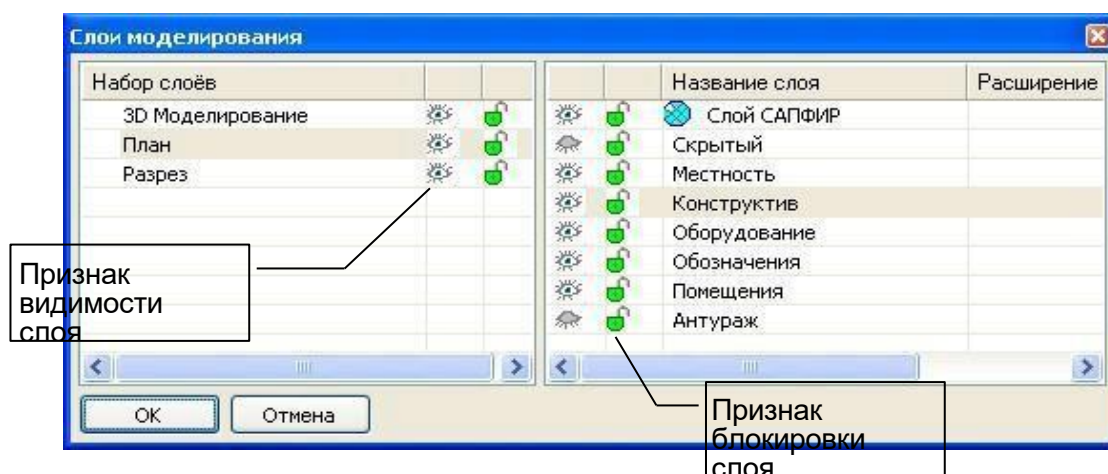 Слои моделирования
Набор слоёв
Название слоя Расширение
3D Моделирование
Слой САПФИР
План
Скрытый
Разрез
Местность
Конструктив
Оборудование
Обозначения
Помещения
Антураж
Признак
видимости
слоя
OK Отмена
Признак
блокировки
слоя